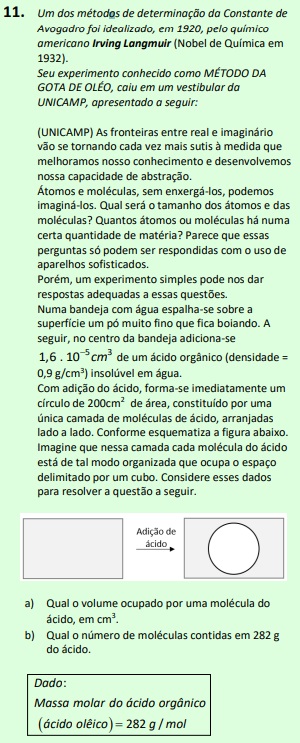 11. Um dos métodos de determinação da Constante de
Avogadro foi idealizado, em 1920, pelo químico
americano Irving Langmuir (Nobel de Química em
1932).
Seu experimento conhecido como MÉTODO DA
GOTA DE OLÉO, caiu em um vestibular da
UNICAMP, apresentado a seguir:
(UNICAMP) As fronteiras entre real e imaginário
vão se tornando cada vez mais sutis à medida que
melhoramos nosso conhecimento e desenvolvemos
nossa capacidade de abstração.
Átomos e moléculas, sem enxergá-los, podemos
imaginá-los. Qual será o tamanho dos átomos e das
moléculas? Quantos átomos ou moléculas há numa
certa quantidade de matéria? Parece que essas
perguntas só podem ser respondidas com o uso de
aparelhos sofisticados.
Porém, um experimento simples pode nos dar
respostas adequadas a essas questões.
Numa bandeja com água espalha-se sobre a
superfície um pó muito fino que fica boiando. A
seguir, no centro da bandeja adiciona-se
1,6 . 10⁻⁵ cm³ de um ácido orgânico (densidade =
0,9 g/cm³) insolúvel em água.
Com adição do ácido, forma-se imediatamente um
círculo de 200cm² de área, constituído por uma
única camada de moléculas de ácido, arranjadas
lado a lado. Conforme esquematiza a figura abaixo.
Imagine que nessa camada cada molécula do ácido
está de tal modo organizada que ocupa o espaço
delimitado por um cubo. Considere esses dados
para resolver a questão a seguir.
Adição de
ácido
a) Qual o volume ocupado por uma molécula do
ácido, em cm³.
b) Qual o número de moléculas contidas em 282 g
do ácido.
Dado:
Massa molar do ácido orgânico
(ácido olêico) = 282 g / mol